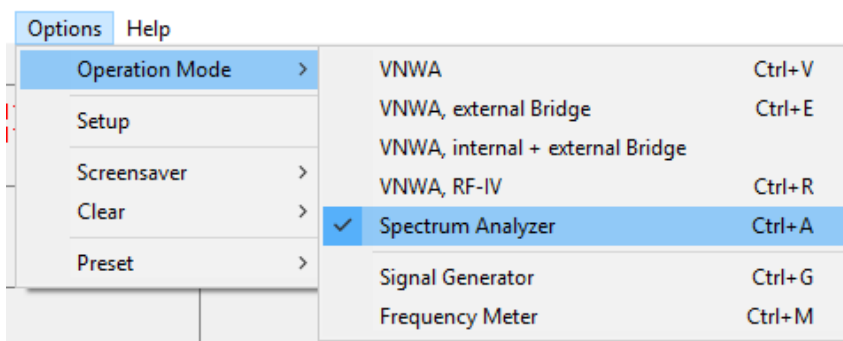 Options Help
Operation Mode
Setup
Screensaver
Clear
Preset
VNWA Ctrl+V
VNWA, external Bridge Ctrl+E
VNWA, internal + external Bridge
VNWA, RF-IV Ctrl+R
Spectrum Analyzer Ctrl+A
Signal Generator Ctrl+G
Frequency Meter Ctrl+M